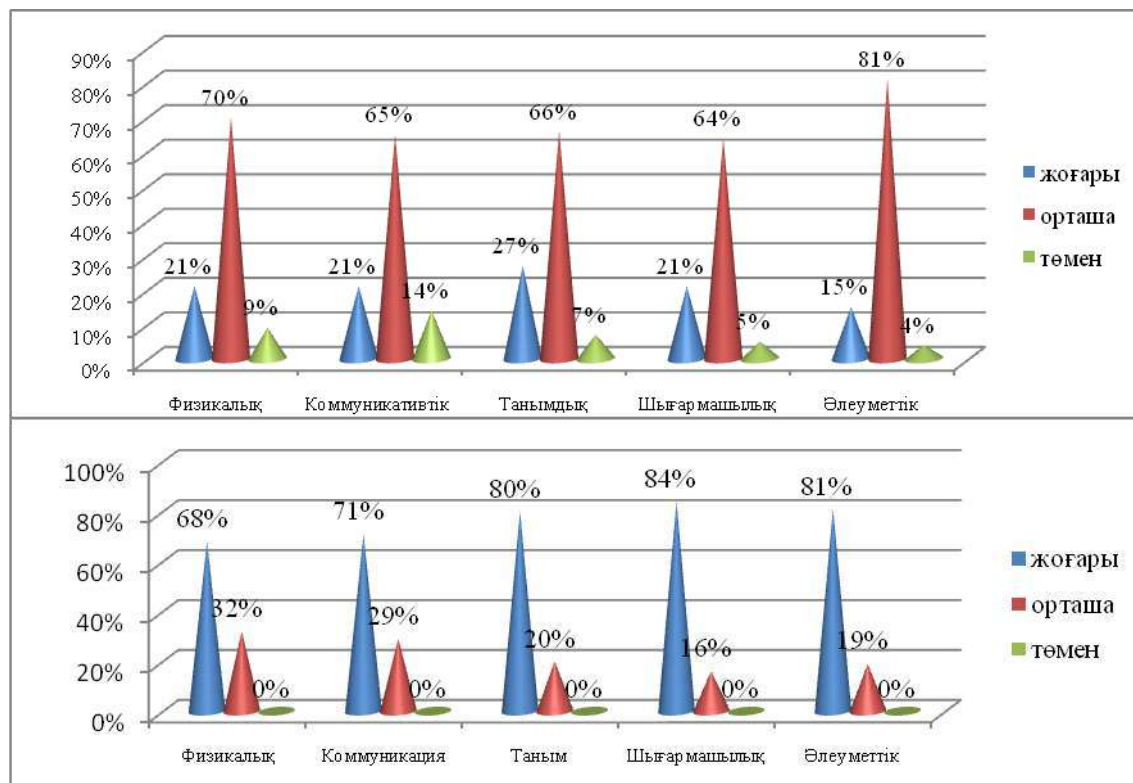 90%
80%
70%
60%
50%
40%
30%
20%
10%
0%
21% 70% 9%
21% 65% 14%
27% 66% 7%
21% 64% 5%
15% 81% 4%
Физикалық Коммуникативтік Танымдық Шығармашылық Әлеуметтік
жоғары
орташа
төмен
100%
80%
60%
40%
20%
0%
68% 32% 0%
71% 29% 0%
80% 20% 0%
84% 16% 0%
81% 19% 0%
Физикалық Коммуникация Таным Шығармашылық Әлеуметтік
жоғары
орташа
төмен